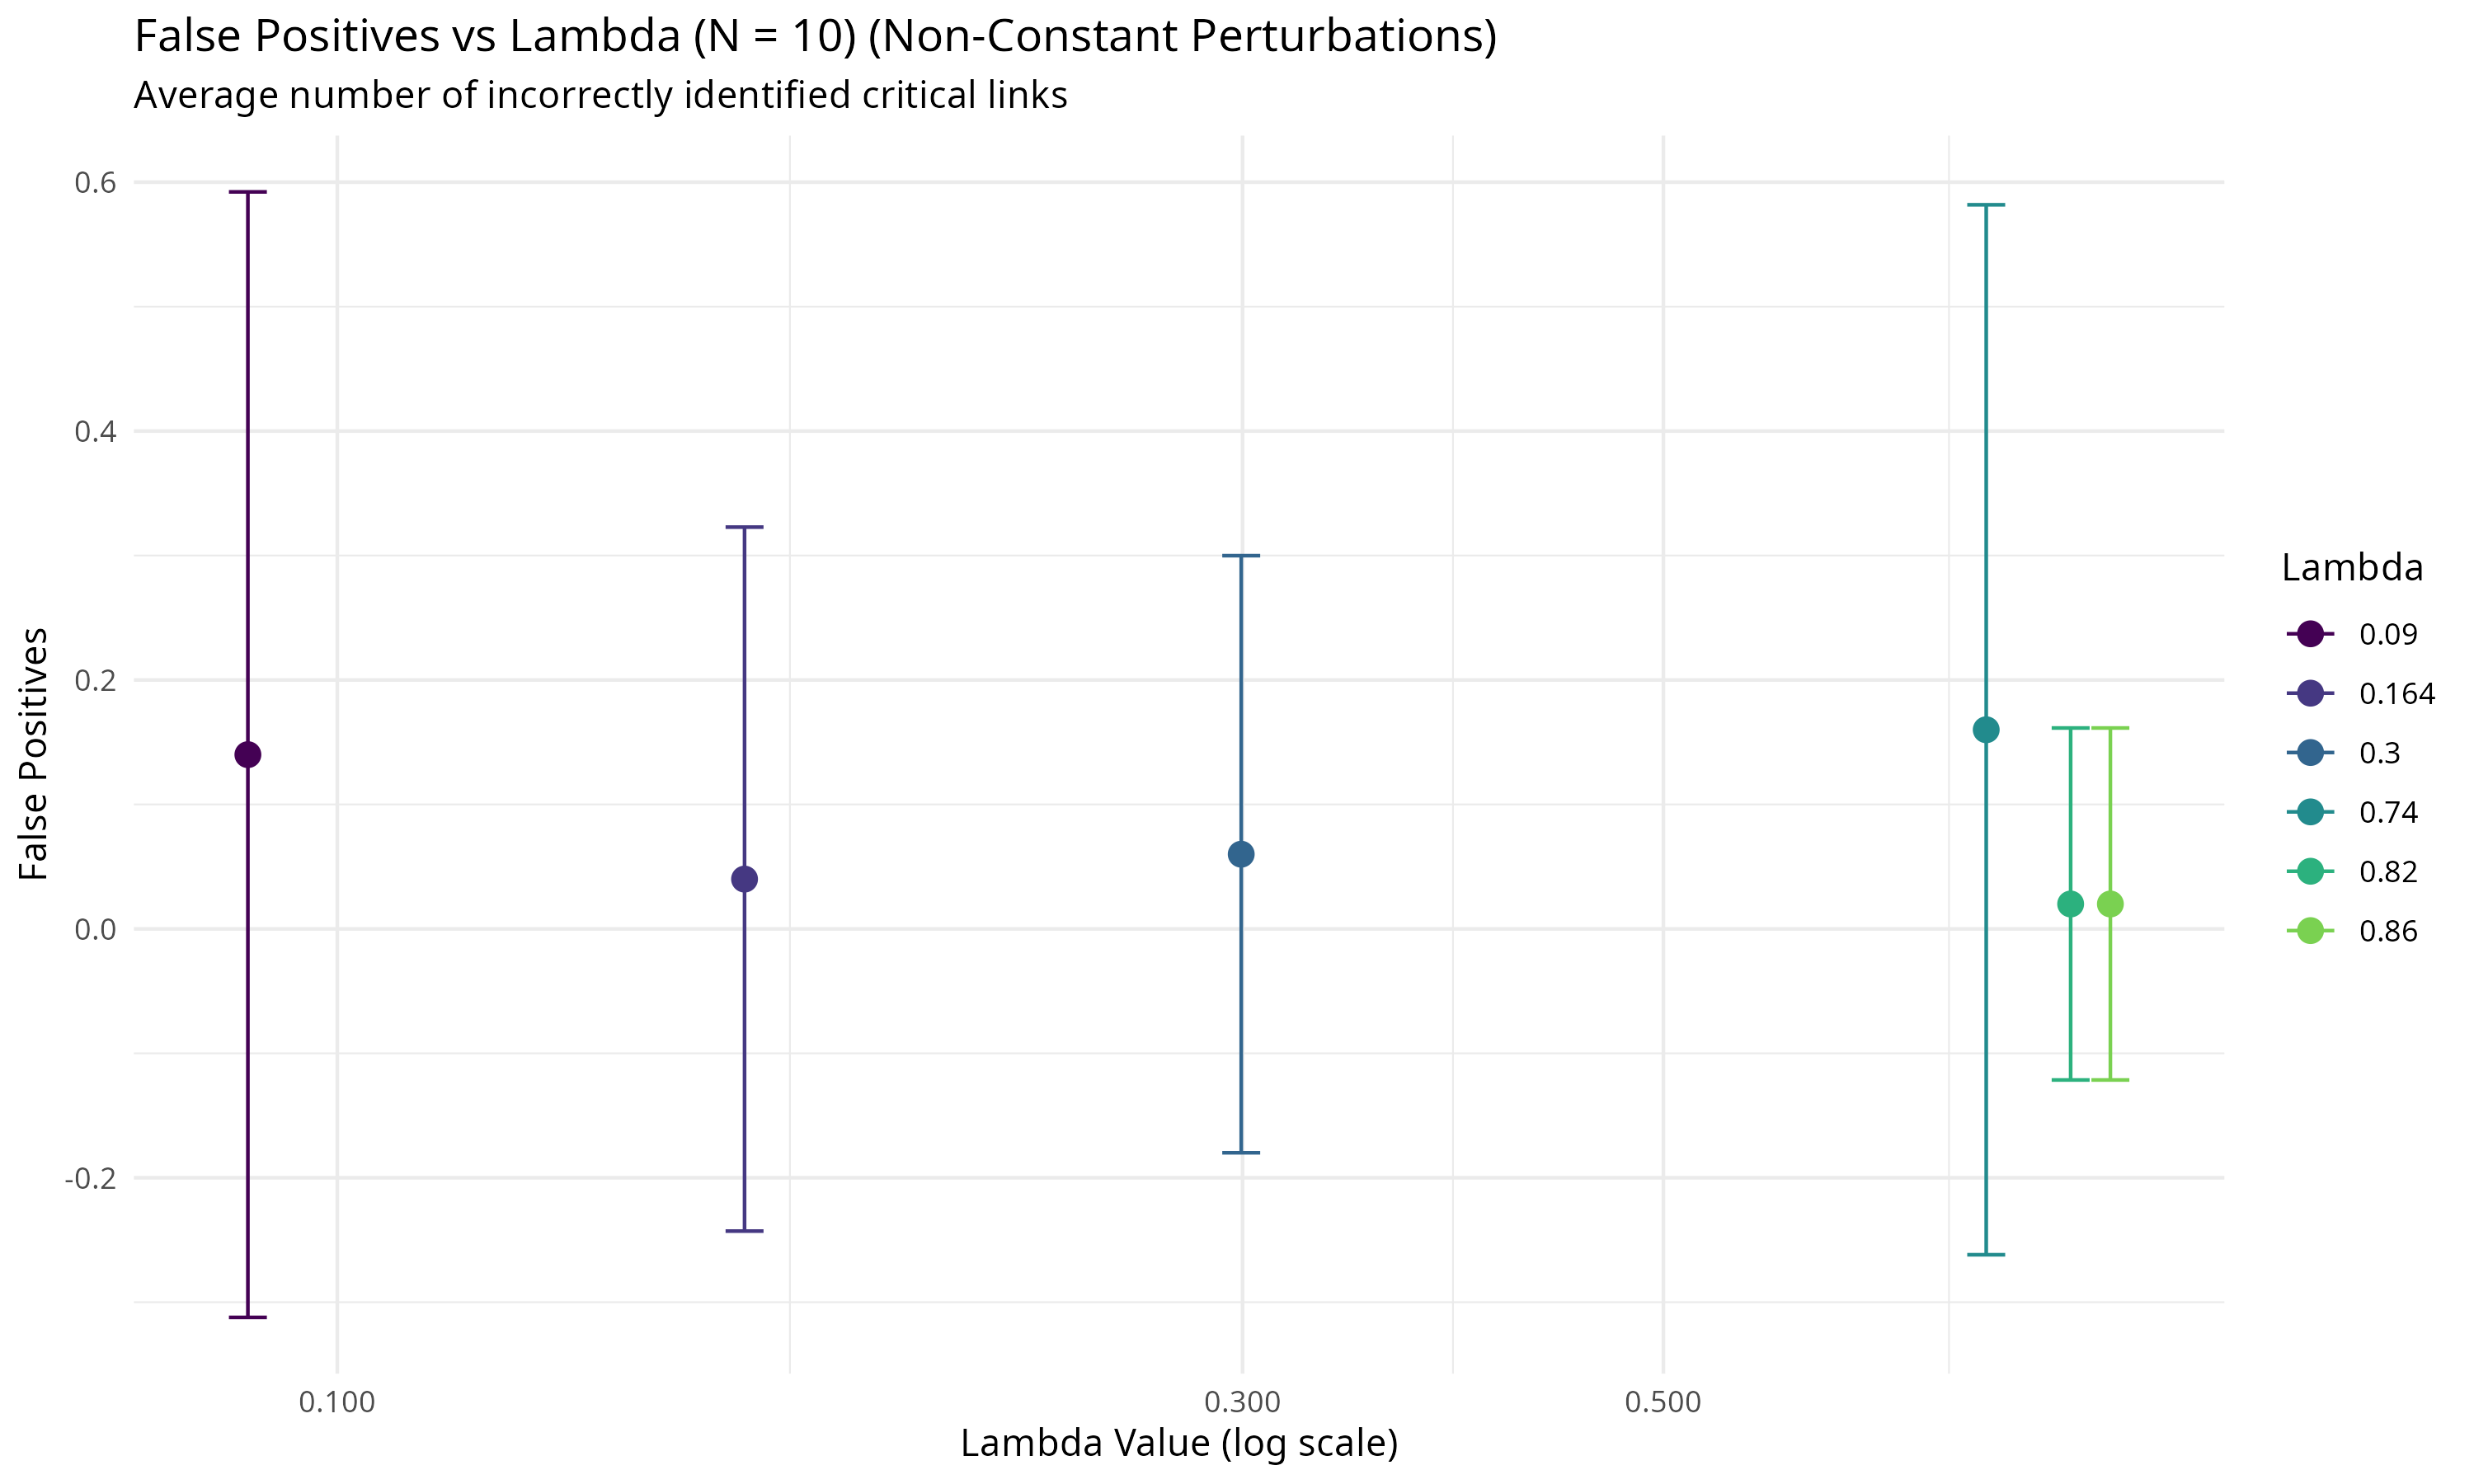 False Positives vs Lambda (N = 10) (Non-Constant Perturbations)
Average number of incorrectly identified critical links
0.6
0.4
0.2
0.0
-0.2
False Positives
0.100
0.300
0.500
Lambda Value (log scale)
Lambda
0.09
0.164
0.3
0.74
0.82
0.86